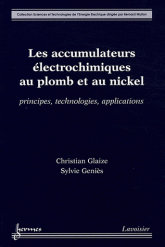 Collection Sciences et Technologies de l'Énergie Électrique dirigée par Bernard Multon
Les accumulateurs
électrochimiques
au plomb et au nickel
principes, technologies, applications
Christian Glaize
Sylvie Geniès
hermes
Lavoisier